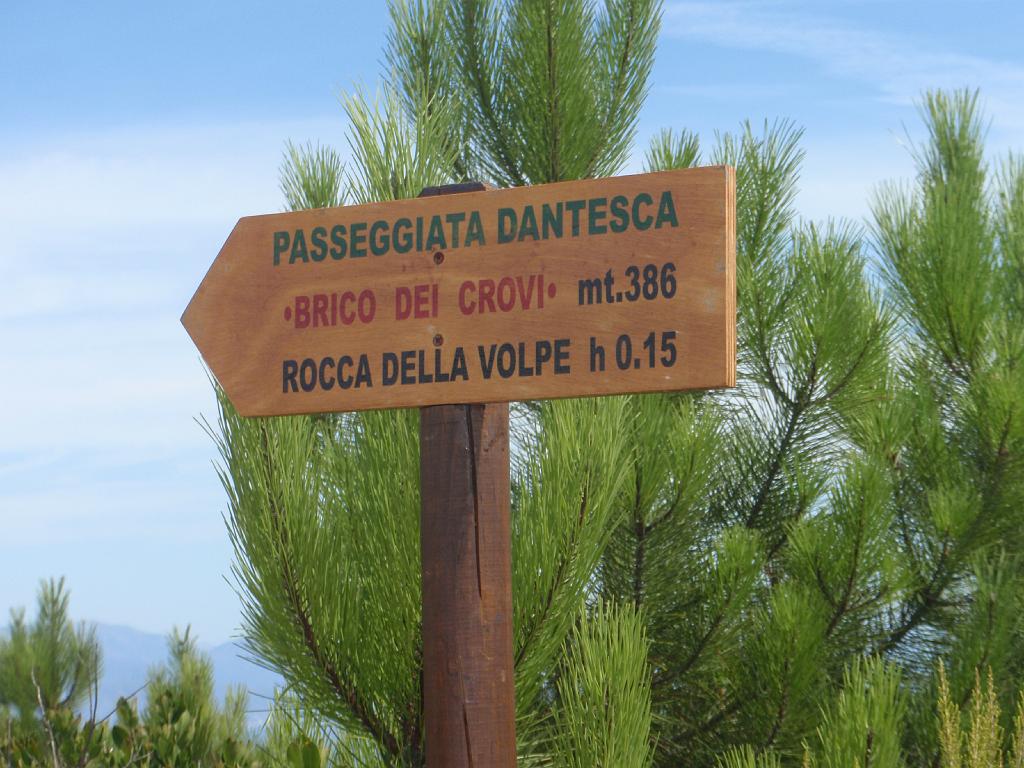 PASSEGGIATA DANTESCA
•BRICO DEI CROVI• mt.386
ROCCA DELLA VOLPE h 0.15